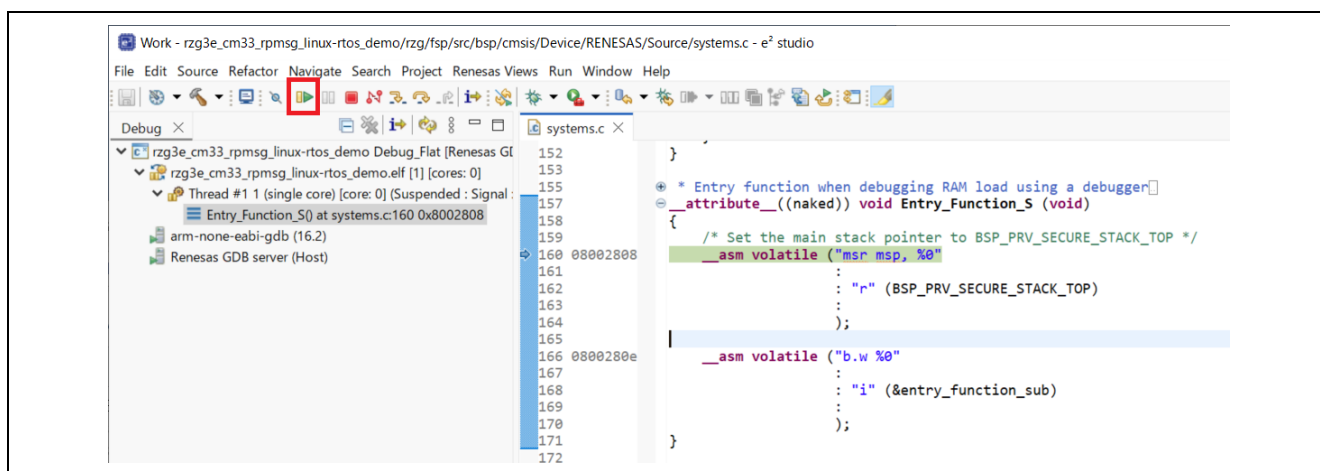 Work - rzg3e_cm33_rpmsg_linux-rtos_demo/rzg/fsp/src/bsp/cmsis/Device/RENESAS/Source/systems.c - e² studio
File Edit Source Refactor Navigate Search Project Renesas Views Run Window Help
Debug
rzg3e_cm33_rpmsg_linux-rtos_demo Debug_Flat [Renesas GI
rzg3e_cm33_rpmsg_linux-rtos_demo.elf [1] [cores: 0]
Thread #1 1 (single core) [core: 0] (Suspended : Signal :
Entry_Function_S() at systems.c:160 0x8002808
arm-none-eabi-gdb (16.2)
Renesas GDB server (Host)
systems.c
152 }
153
155 * Entry function when debugging RAM load using a debugger
157 __attribute__((naked)) void Entry_Function_S (void)
158 {
159 /* Set the main stack pointer to BSP_PRV_SECURE_STACK_TOP */
160 08002808 __asm volatile ("msr msp, %0"
161 :
162 : "r" (BSP_PRV_SECURE_STACK_TOP)
163 :
164 );
165
166 0800280e __asm volatile ("b.w %0"
167 :
168 : "i" (&entry_function_sub)
169 :
170 );
171 }
172